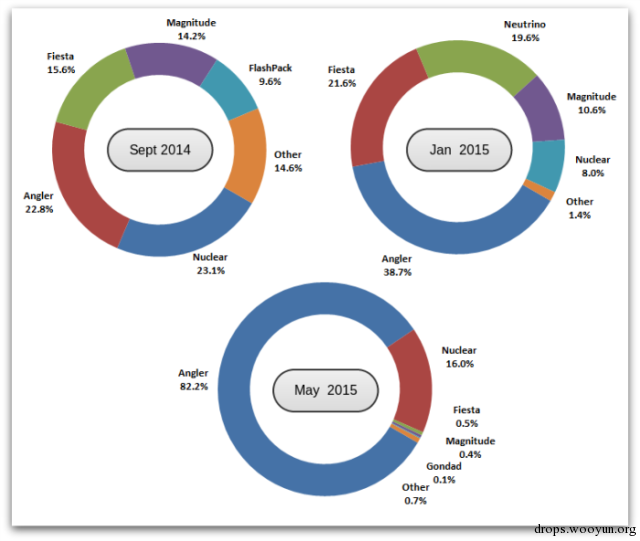 Magnitude
14.2%
FlashPack
9.6%
Other
14.6%
Nuclear
23.1%
Angler
22.8%
Fiesta
15.6%
Sept 2014
Neutrino
19.6%
Magnitude
10.6%
Nuclear
8.0%
Other
1.4%
Angler
38.7%
Fiesta
21.6%
Jan 2015
Angler
82.2%
Nuclear
16.0%
Fiesta
0.5%
Magnitude
0.4%
Gondad
0.1%
Other
0.7%
May 2015
drops.wooyun.org